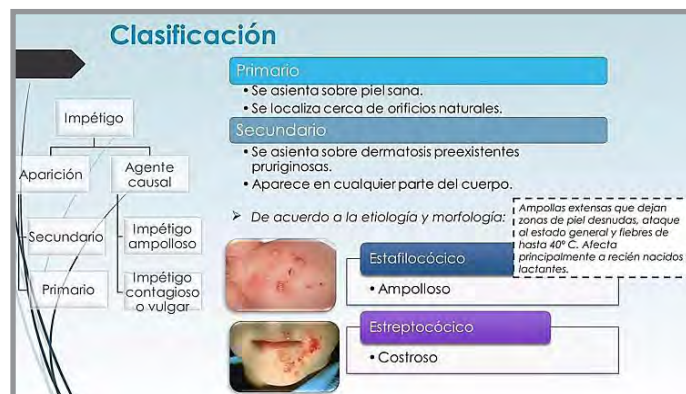 Clasificación
Impétigo
Aparición
Agente
causal
Secundario
Impétigo
ampolloso
Primario
Impétigo
contagioso
o vulgar
Primario
• Se asienta sobre piel sana.
• Se localiza cerca de orificios naturales.
Secundario
• Se asienta sobre dermatosis preexistentes
pruriginosas.
• Aparece en cualquier parte del cuerpo.
➢ De acuerdo a la etiología y morfología:
Ampollas extensas que dejan
zonas de piel desnudas, ataque
al estado general y fiebres de
hasta 40º C. Afecta
principalmente a recién nacidos
lactantes.
Estafilocócico
• Ampolloso
Estreptocócico
• Costroso